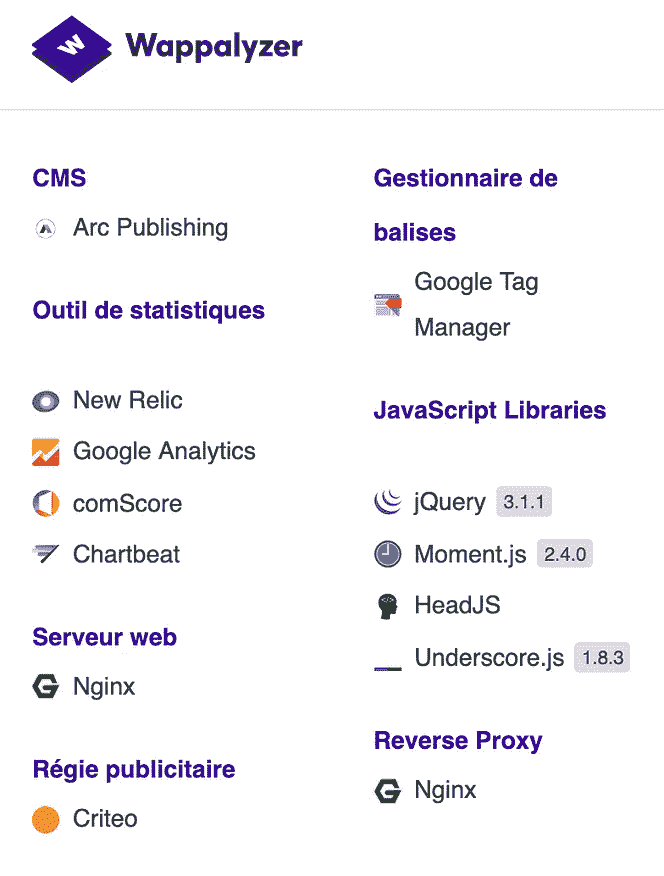 W Wappalyzer
CMS
Arc Publishing
Outil de statistiques
New Relic
Google Analytics
comScore
Chartbeat
Serveur web
Nginx
Régie publicitaire
Criteo
Gestionnaire de
balises
Google Tag
Manager
JavaScript Libraries
jQuery 3.1.1
Moment.js 2.4.0
HeadJS
Underscore.js 1.8.3
Reverse Proxy
Nginx